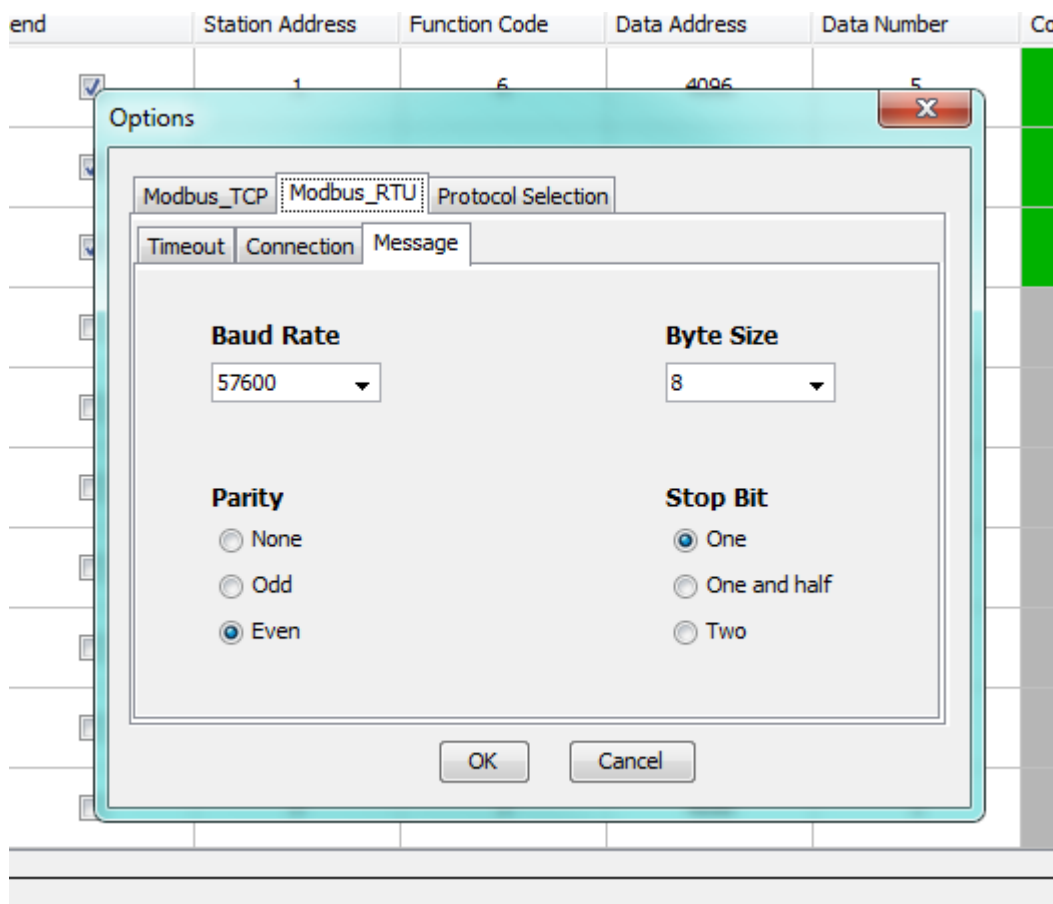 end Station Address Function Code Data Address Data Number
1 6 4096 5
Options
Modbus_TCP Modbus_RTU Protocol Selection
Timeout Connection Message
Baud Rate Byte Size
57600 8
Parity Stop Bit
None One
Odd One and half
Even Two
OK Cancel